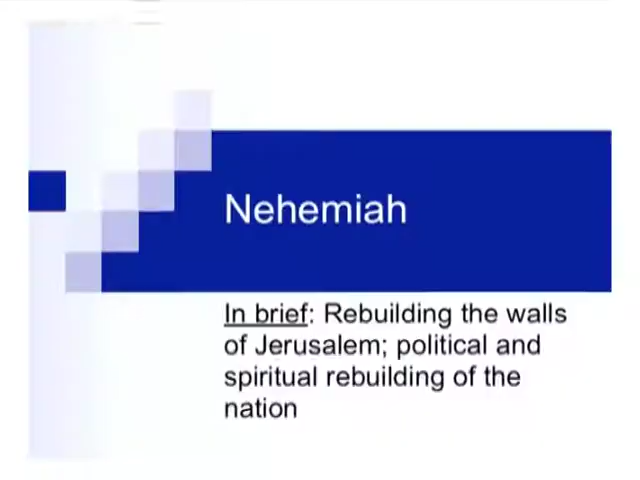 Nehemiah
In brief: Rebuilding the walls
of Jerusalem; political and
spiritual rebuilding of the
nation